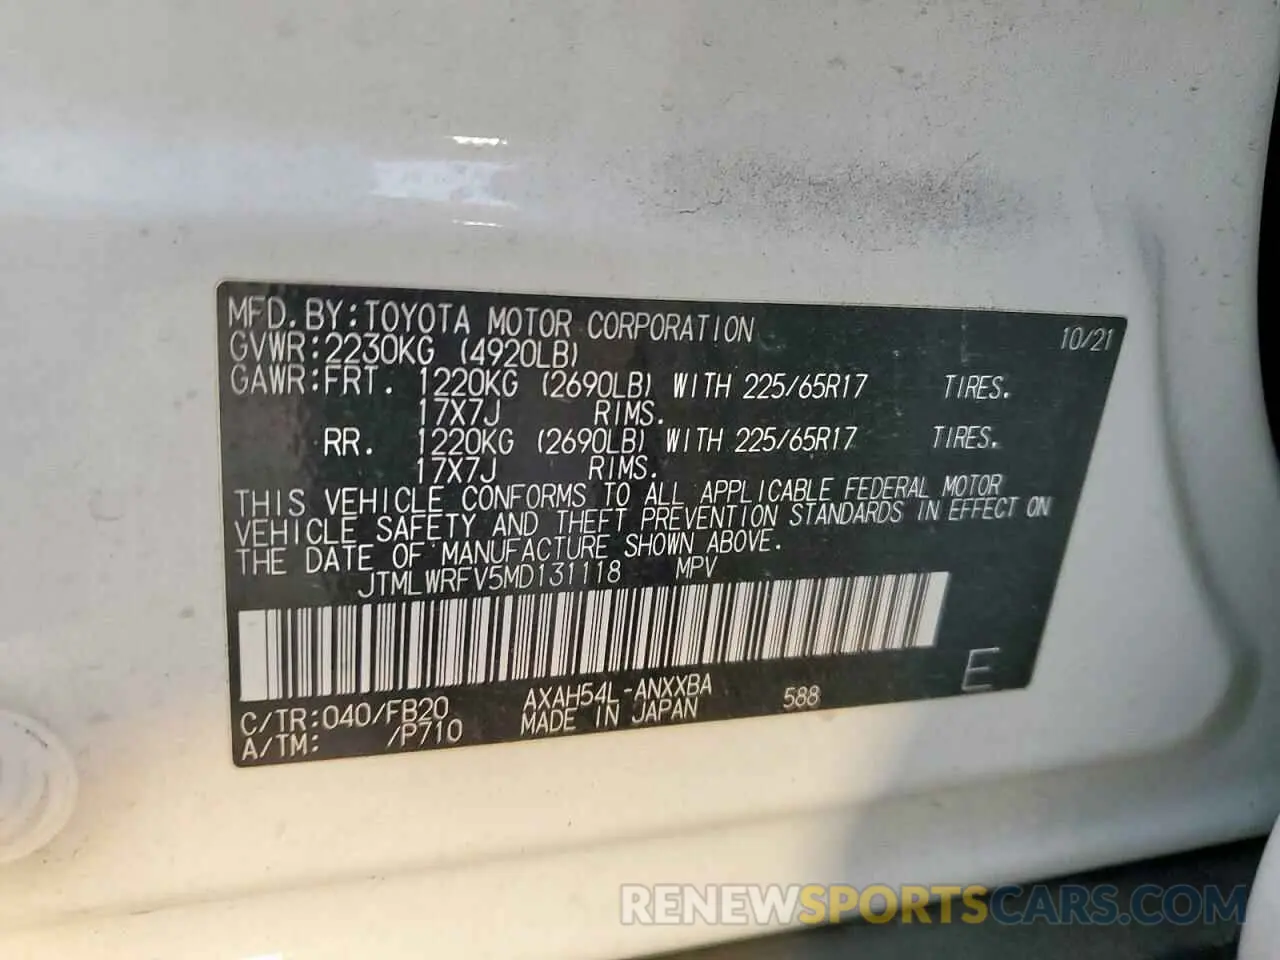 MFD. BY: TOYOTA MOTOR CORPORATION 10/21
GVWR: 2230KG (4920LB)
GAWR: FRT. 1220KG (2690LB) WITH 225/65R17 TIRES.
17X7J RIMS.
RR. 1220KG (2690LB) WITH 225/65R17 TIRES.
17X7J RIMS.
THIS VEHICLE CONFORMS TO ALL APPLICABLE FEDERAL MOTOR
VEHICLE SAFETY AND THEFT PREVENTION STANDARDS IN EFFECT ON
THE DATE OF MANUFACTURE SHOWN ABOVE.
JTMLWRFV5MD131118 MPV
E
C/TR: 040/FB20 AXAH54L-ANXXBA 588
A/TM: /P710 MADE IN JAPAN
RENEWSPORTSCARS.COM